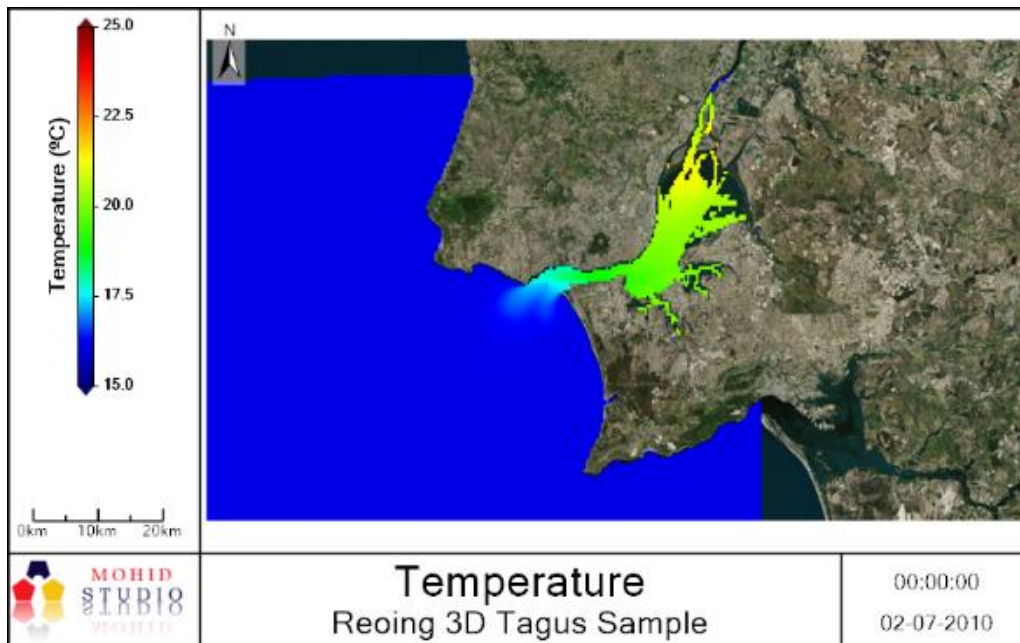 25.0
22.5
20.0
17.5
15.0
Temperature (ºC)
N
0km 10km 20km
MOHID
STUDIO
Temperature
Reoing 3D Tagus Sample
00:00:00
02-07-2010